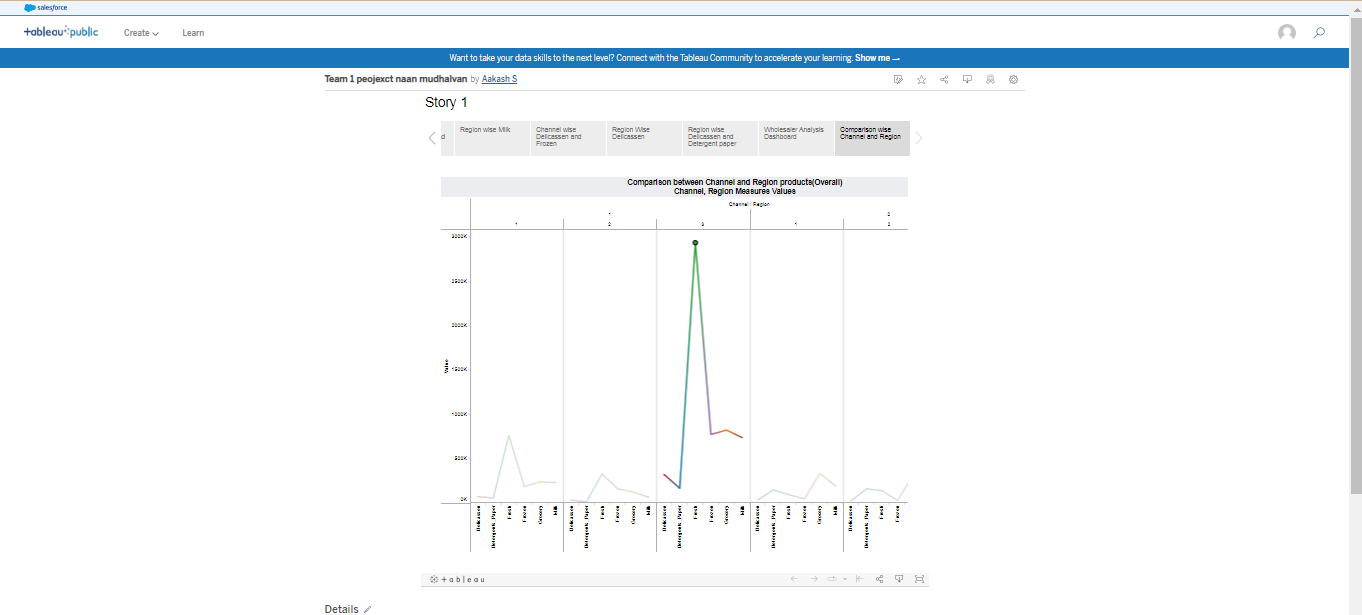 salesforce
+ableau public
Create
Learn
Want to take your data skills to the next level? Connect with the Tableau Community to accelerate your learning. Show me →
Team 1 peojexct naan mudhalvan by Aakash S
Story 1
d
Region wise Milk
Channel wise
Delicassen and
Frozen
Region Wise
Delicassen
Region wise
Delicassen and
Detergent paper
Wholesaler Analysis
Dashboard
Comparison wise
Channel and Region
Comparison between Channel and Region products(Overall)
Channel, Region Measures Values
Channel / Region
1 2
1 2 3 1 2
3000K
2500K
2000K
1500K
1000K
500K
0K
Value
Delicassen Detergents_Paper Fresh Frozen Grocery Milk Delicassen Detergents_Paper Fresh Frozen Grocery Milk Delicassen Detergents_Paper Fresh Frozen Grocery Milk Delicassen Detergents_Paper Fresh Frozen Grocery Milk Delicassen Detergents_Paper Fresh Frozen
+ableau
Details